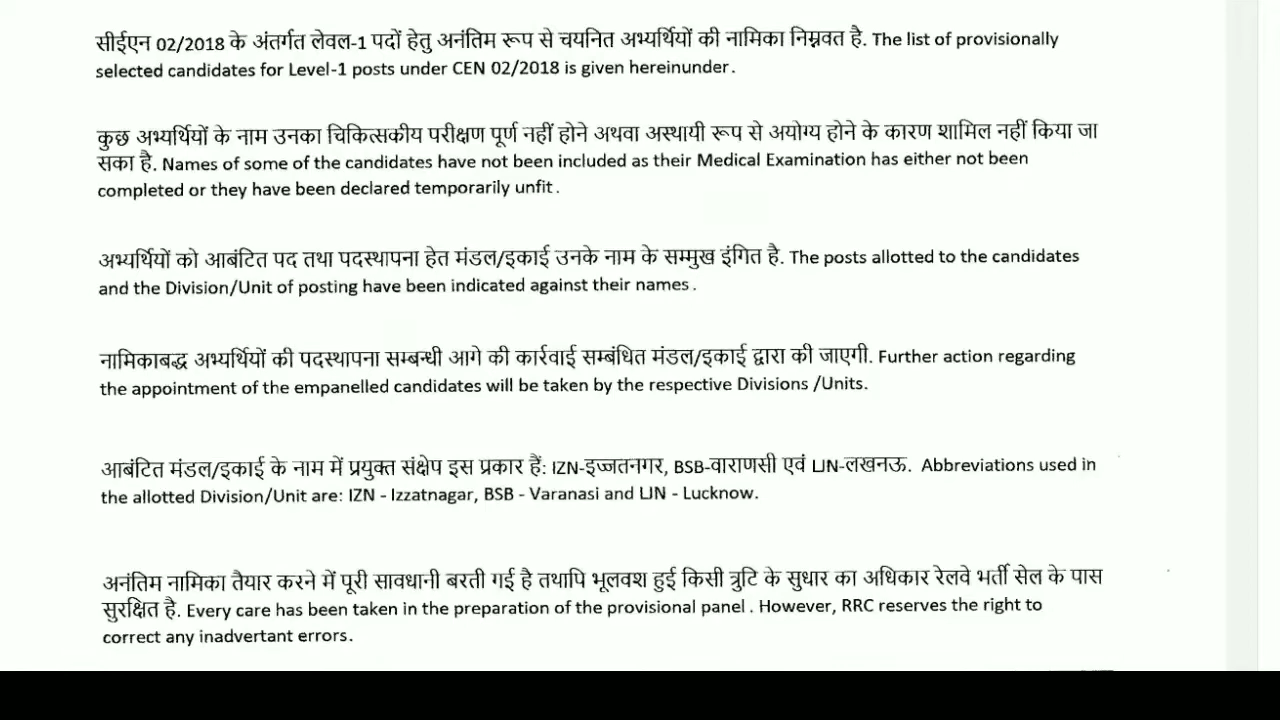 सीईएन 02/2018 के अंतर्गत लेवल-1 पदों हेतु अनंतिम रूप से चयनित अभ्यर्थियों की नामिका निम्नवत है. The list of provisionally
selected candidates for Level-1 posts under CEN 02/2018 is given hereinunder.
कुछ अभ्यर्थियों के नाम उनका चिकित्सकीय परीक्षण पूर्ण नहीं होने अथवा अस्थायी रूप से अयोग्य होने के कारण शामिल नहीं किया जा
सका है. Names of some of the candidates have not been included as their Medical Examination has either not been
completed or they have been declared temporarily unfit.
अभ्यर्थियों को आबंटित पद तथा पदस्थापना हेत मंडल/इकाई उनके नाम के सम्मुख इंगित है. The posts allotted to the candidates
and the Division/Unit of posting have been indicated against their names.
नामिकाबद्ध अभ्यर्थियों की पदस्थापना सम्बन्धी आगे की कार्रवाई सम्बंधित मंडल/इकाई द्वारा की जाएगी. Further action regarding
the appointment of the empanelled candidates will be taken by the respective Divisions /Units.
आबंटित मंडल/इकाई के नाम में प्रयुक्त संक्षेप इस प्रकार हैं: IZN-इज्जतनगर, BSB-वाराणसी एवं LJN-लखनऊ. Abbreviations used in
the allotted Division/Unit are: IZN - Izzatnagar, BSB - Varanasi and LJN - Lucknow.
अनंतिम नामिका तैयार करने में पूरी सावधानी बरती गई है तथापि भूलवश हुई किसी त्रुटि के सुधार का अधिकार रेलवे भर्ती सेल के पास
सुरक्षित है. Every care has been taken in the preparation of the provisional panel. However, RRC reserves the right to
correct any inadvertent errors.